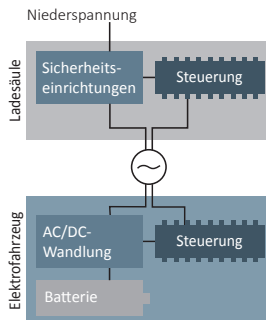 Niederspannung
Ladesäule
Sicherheits-
einrichtungen
Steuerung
Elektrofahrzeug
AC/DC-
Wandlung
Steuerung
Batterie